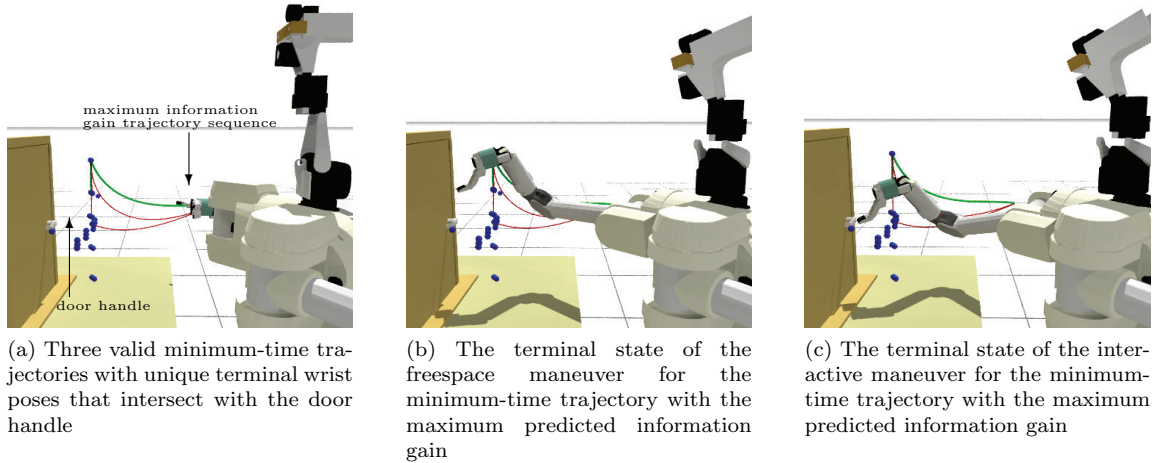 maximum information
gain trajectory sequence
door handle
(a) Three valid minimum-time tra-
jectories with unique terminal wrist
poses that intersect with the door
handle
(b) The terminal state of the
freespace maneuver for the
minimum-time trajectory with the
maximum predicted information
gain
(c) The terminal state of the inter-
active maneuver for the minimum-
time trajectory with the maximum
predicted information gain